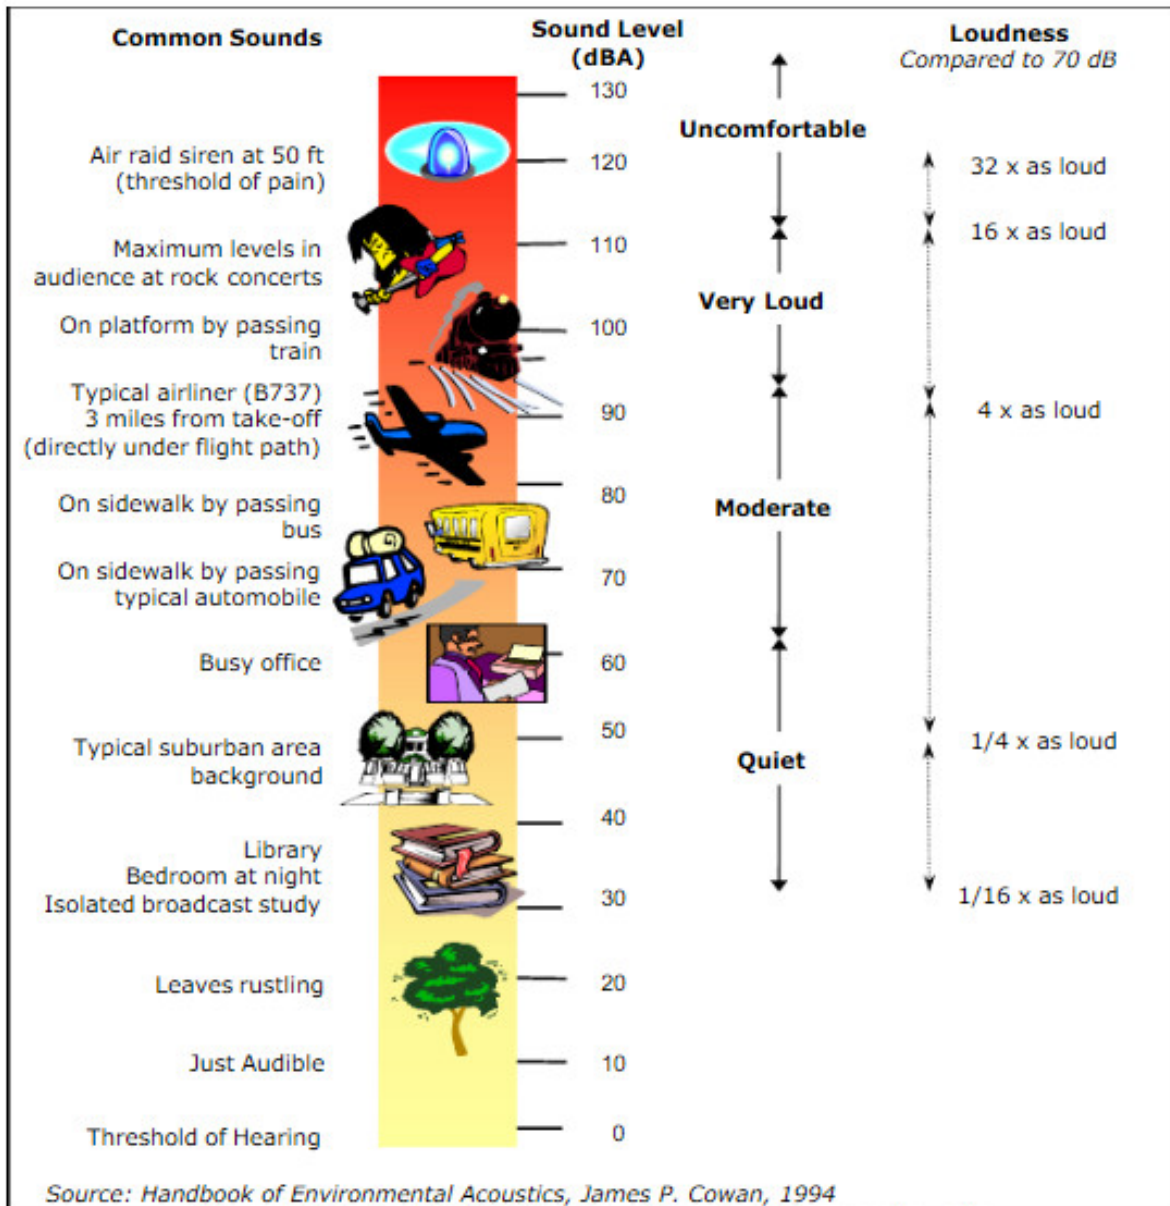 Common Sounds
Sound Level
(dBA)
Loudness
Compared to 70 dB
130
Uncomfortable
Air raid siren at 50 ft
(threshold of pain)
120
32 x as loud
16 x as loud
Maximum levels in
audience at rock concerts
110
Very Loud
On platform by passing
train
100
Typical airliner (B737)
3 miles from take-off
(directly under flight path)
90
4 x as loud
On sidewalk by passing
bus
80
Moderate
On sidewalk by passing
typical automobile
70
Busy office
60
Typical suburban area
background
50
1/4 x as loud
Quiet
40
Library
Bedroom at night
Isolated broadcast study
30
1/16 x as loud
Leaves rustling
20
Just Audible
10
Threshold of Hearing
0
Source: Handbook of Environmental Acoustics, James P. Cowan, 1994